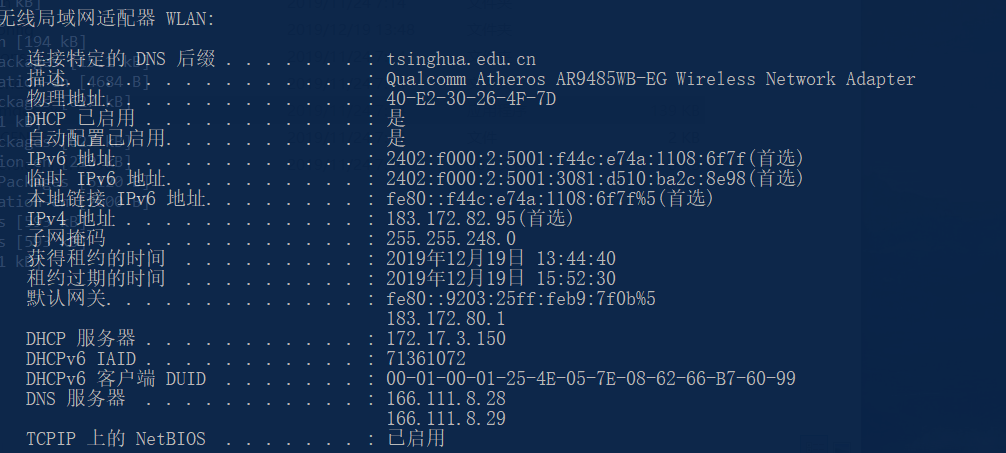 无线局域网适配器 WLAN:
连接特定的 DNS 后缀 . . . . . . . : tsinghua.edu.cn
描述. . . . . . . . . . . . . . . : Qualcomm Atheros AR9485WB-EG Wireless Network Adapter
物理地址. . . . . . . . . . . . . : 40-E2-30-26-4F-7D
DHCP 已启用 . . . . . . . . . . . : 是
自动配置已启用. . . . . . . . . . : 是
IPv6 地址 . . . . . . . . . . . . : 2402:f000:2:5001:f44c:e74a:1108:6f7f(首选)
临时 IPv6 地址. . . . . . . . . . : 2402:f000:2:5001:3081:d510:ba2c:8e98(首选)
本地链接 IPv6 地址. . . . . . . . : fe80::f44c:e74a:1108:6f7f%5(首选)
IPv4 地址 . . . . . . . . . . . . : 183.172.82.95(首选)
子网掩码 . . . . . . . . . . . . : 255.255.248.0
获得租约的时间 . . . . . . . . . : 2019年12月19日 13:44:40
租约过期的时间 . . . . . . . . . : 2019年12月19日 15:52:30
默认网关. . . . . . . . . . . . . : fe80::9203:25ff:feb9:7f0b%5
183.172.80.1
DHCP 服务器 . . . . . . . . . . . : 172.17.3.150
DHCPv6 IAID . . . . . . . . . . . : 71361072
DHCPv6 客户端 DUID . . . . . . . : 00-01-00-01-25-4E-05-7E-08-62-66-B7-60-99
DNS 服务器 . . . . . . . . . . . : 166.111.8.28
166.111.8.29
TCPIP 上的 NetBIOS . . . . . . . : 已启用